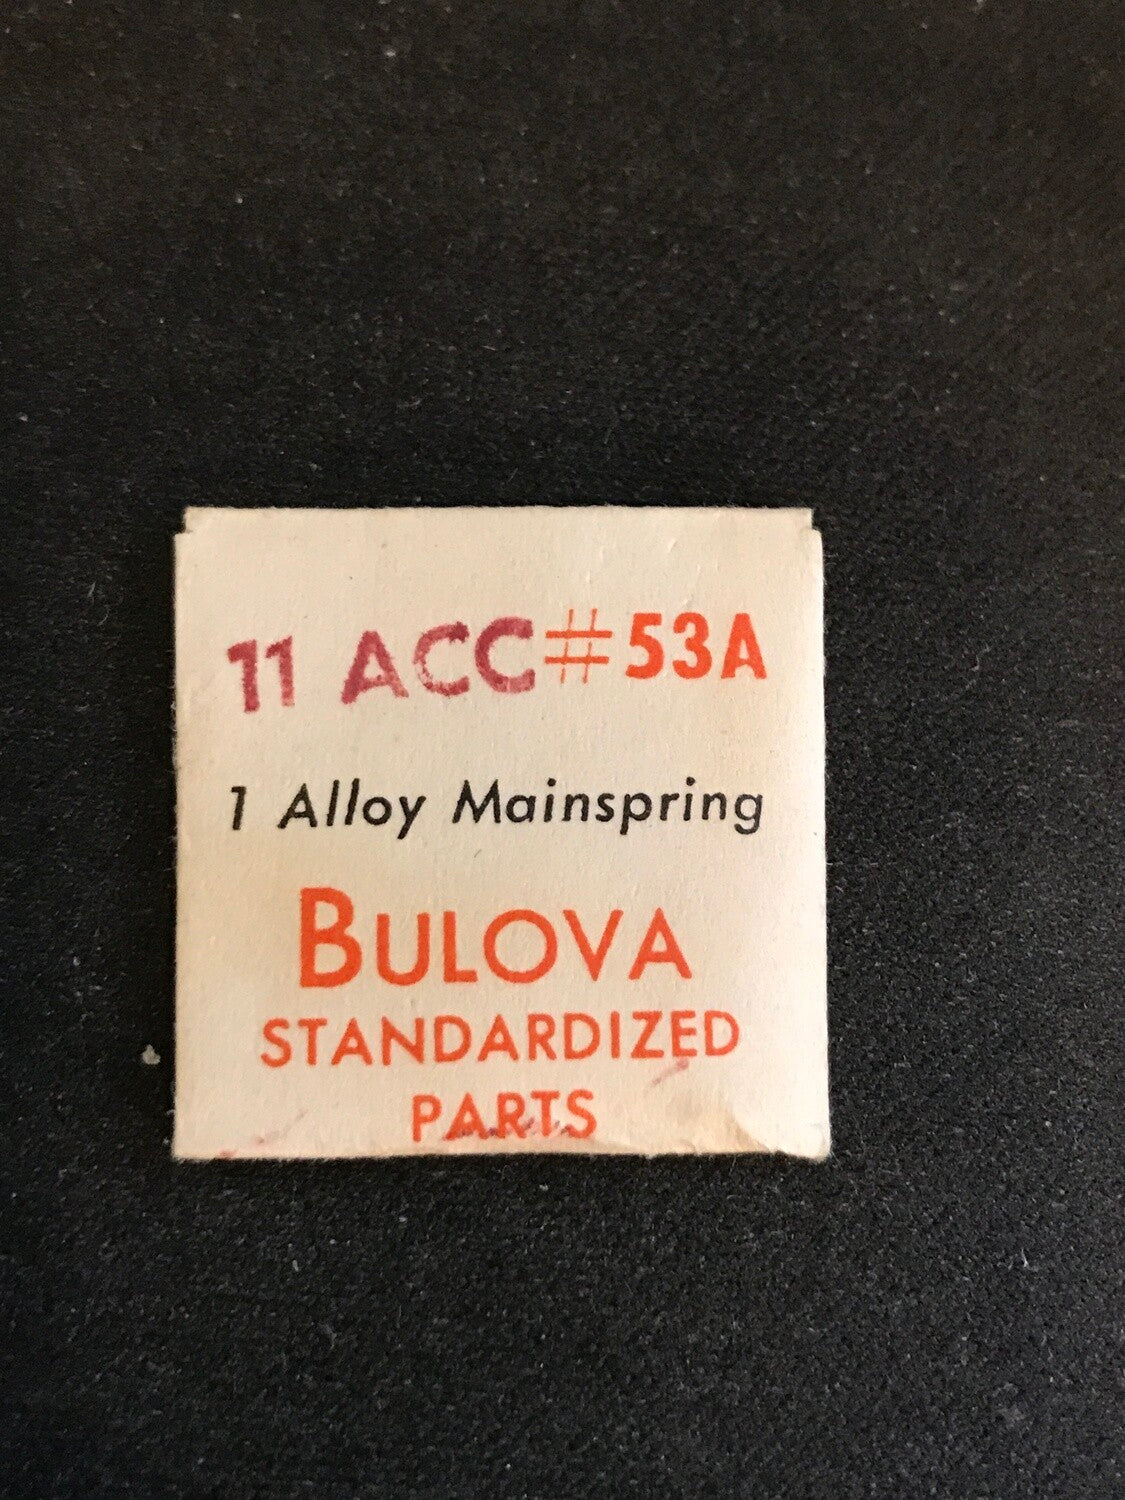 11 ACC #53A
1 Alloy Mainspring
BULOVA
STANDARDIZED
PARTS